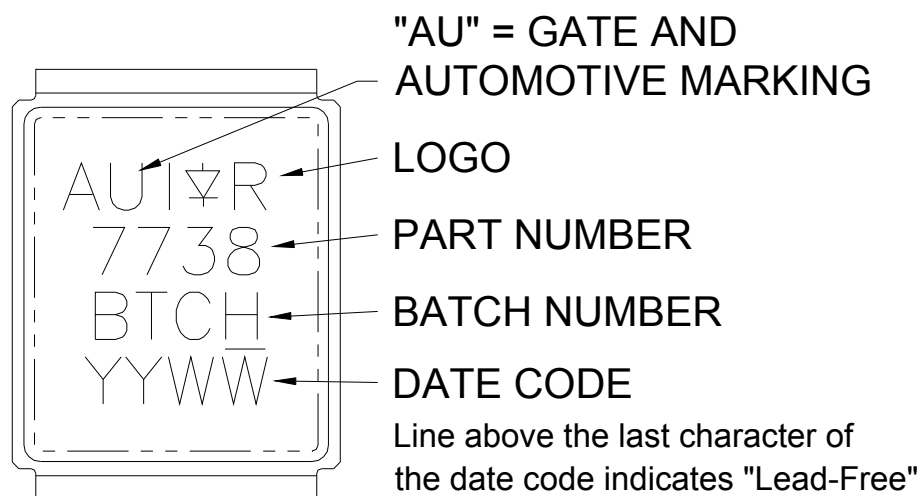 "AU" = GATE AND
AUTOMOTIVE MARKING
AUI R
LOGO
7738
PART NUMBER
BTCH
BATCH NUMBER
YYWW
DATE CODE
Line above the last character of
the date code indicates "Lead-Free"